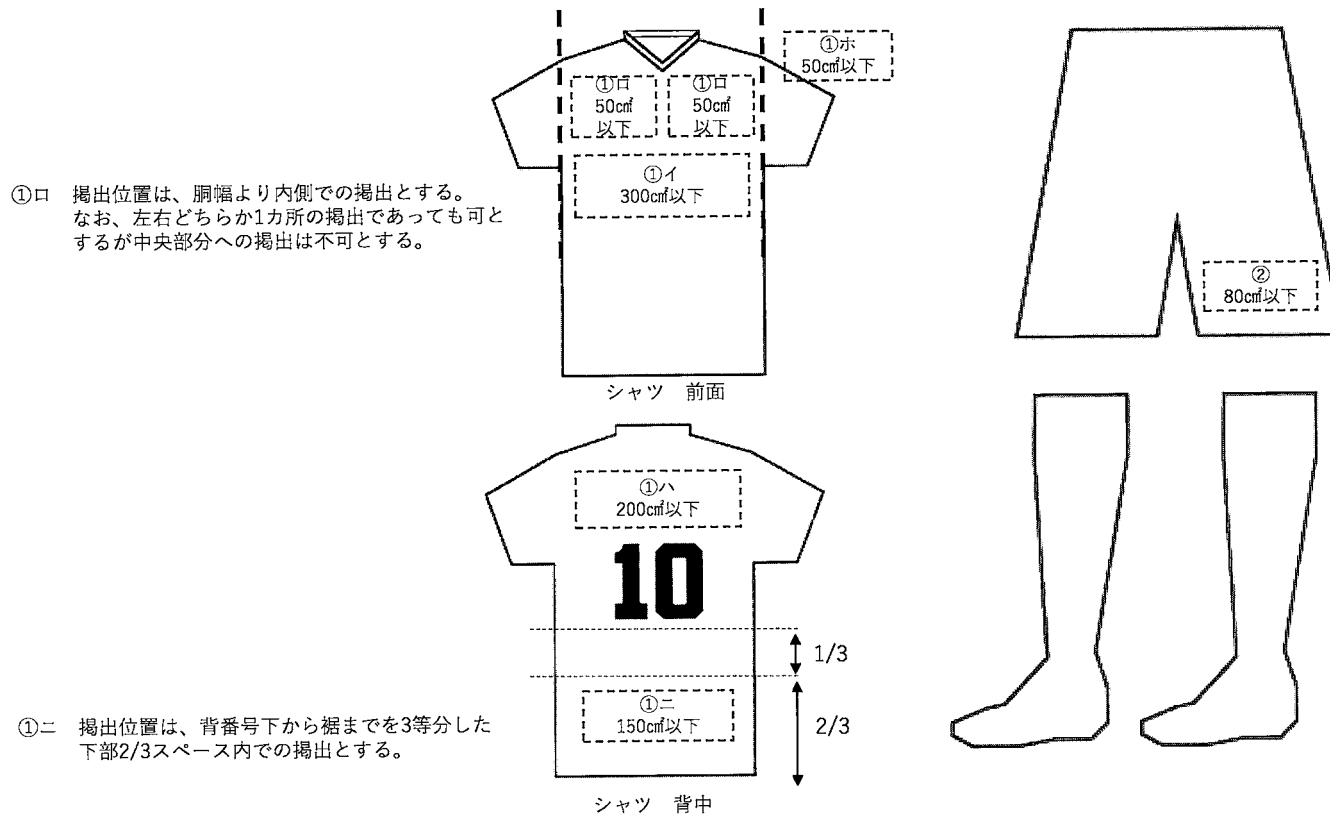 ①ホ
50㎠以下
①ロ
50㎠
以下
①ロ
50㎠
以下
①イ
300㎠以下
①ロ 掲出位置は、胴幅より内側での掲出とする。
なお、左右どちらか1カ所の掲出であっても可と
するが中央部分への掲出は不可とする。
②
80㎠以下
シャツ 前面
①ハ
200㎠以下
10
1/3
①ニ
150㎠以下
2/3
①ニ 掲出位置は、背番号下から裾までを3等分した
下部2/3スペース内での掲出とする。
シャツ 背中